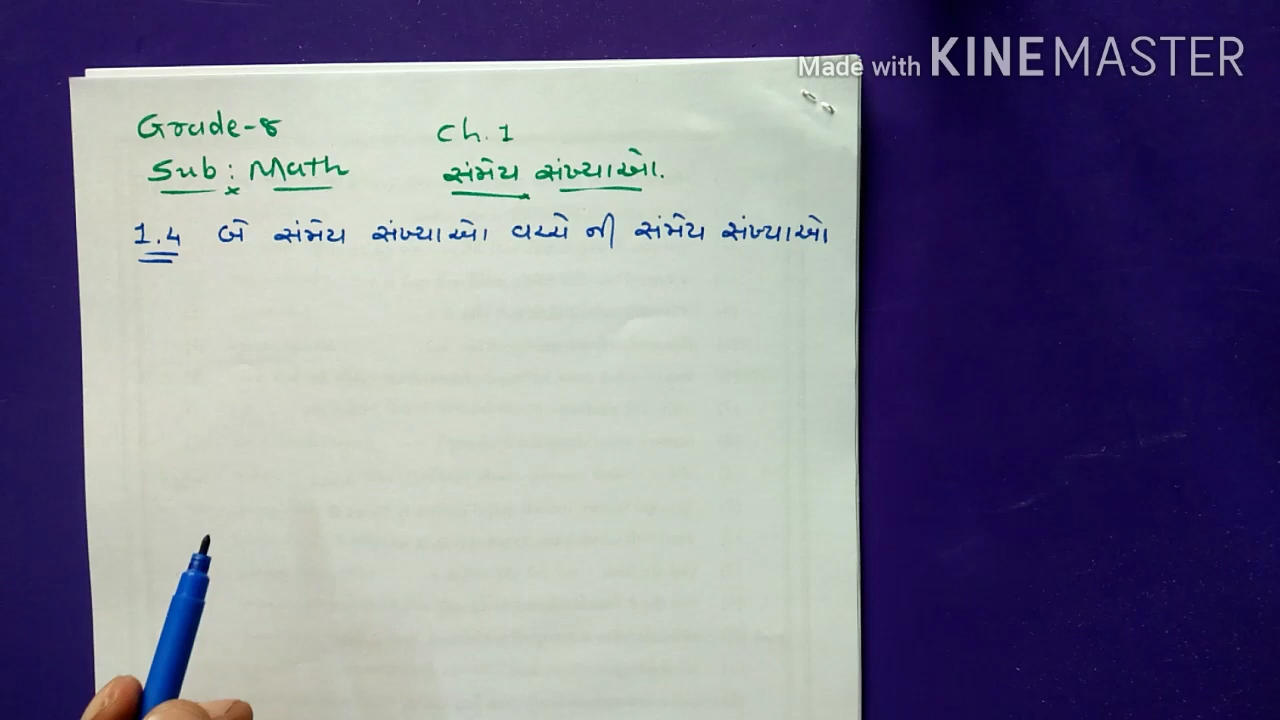 Made with KINEMASTER
Grade-8 Ch. 1
Sub : Math સંમેય સંખ્યાઓ.
1.4 બે સંમેય સંખ્યાઓ વચ્ચે ની સંમેય સંખ્યાઓ